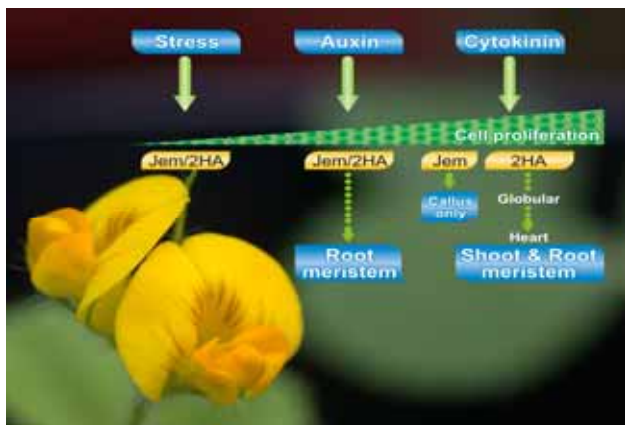 Stress Auxin Cytokinin
Cell proliferation
Jem/2HA Jem/2HA Jem 2HA
Callus
only
Globular
Heart
Root
meristem
Shoot & Root
meristem